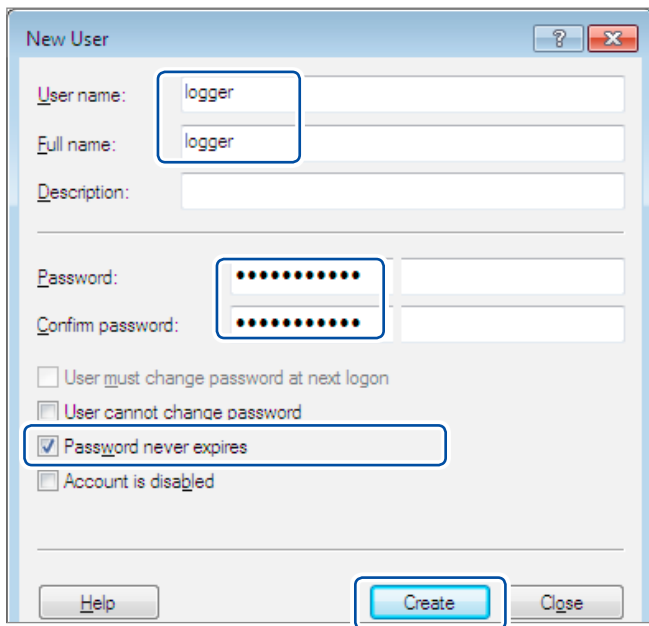 New User
User name: logger
Full name: logger
Description:
Password: •••••••••••
Confirm password: •••••••••••
User must change password at next logon
User cannot change password
Password never expires
Account is disabled
Help Create Close